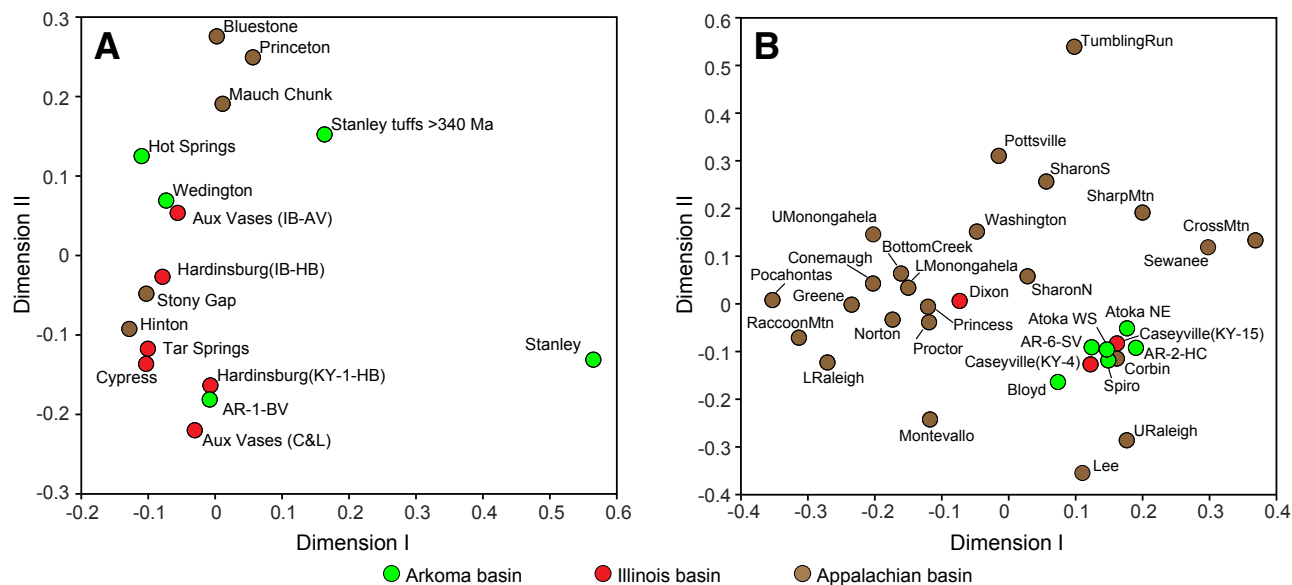 A
Bluestone
Princeton
Mauch Chunk
Stanley tuffs >340 Ma
Hot Springs
Wedington
Aux Vases (IB-AV)
Hardinsburg(IB-HB)
Stony Gap
Hinton
Tar Springs
Cypress
Stanley
Hardinsburg(KY-1-HB)
AR-1-BV
Aux Vases (C&L)
0.3
0.2
0.1
0
-0.1
-0.2
-0.3
Dimension II
-0.2 -0.1 0 0.1 0.2 0.3 0.4 0.5 0.6
Dimension I
B
TumblingRun
Pottsville
SharonS
SharpMtn
UMonongahela
Washington
CrossMtn
BottomCreek
Sewanee
Conemaugh
LMonongahela
Pocahontas
Greene
Dixon
SharonN
RaccoonMtn
Norton
Princess
Proctor
Atoka WS
Atoka NE
AR-6-SV
Caseyville(KY-15)
AR-2-HC
LRaleigh
Caseyville(KY-4)
Corbin
Bloyd
Spiro
Montevallo
URaleigh
Lee
0.6
0.5
0.4
0.3
0.2
0.1
0
-0.1
-0.2
-0.3
-0.4
Dimension II
-0.4 -0.3 -0.2 -0.1 0 0.1 0.2 0.3 0.4
Dimension I
Arkoma basin Illinois basin Appalachian basin